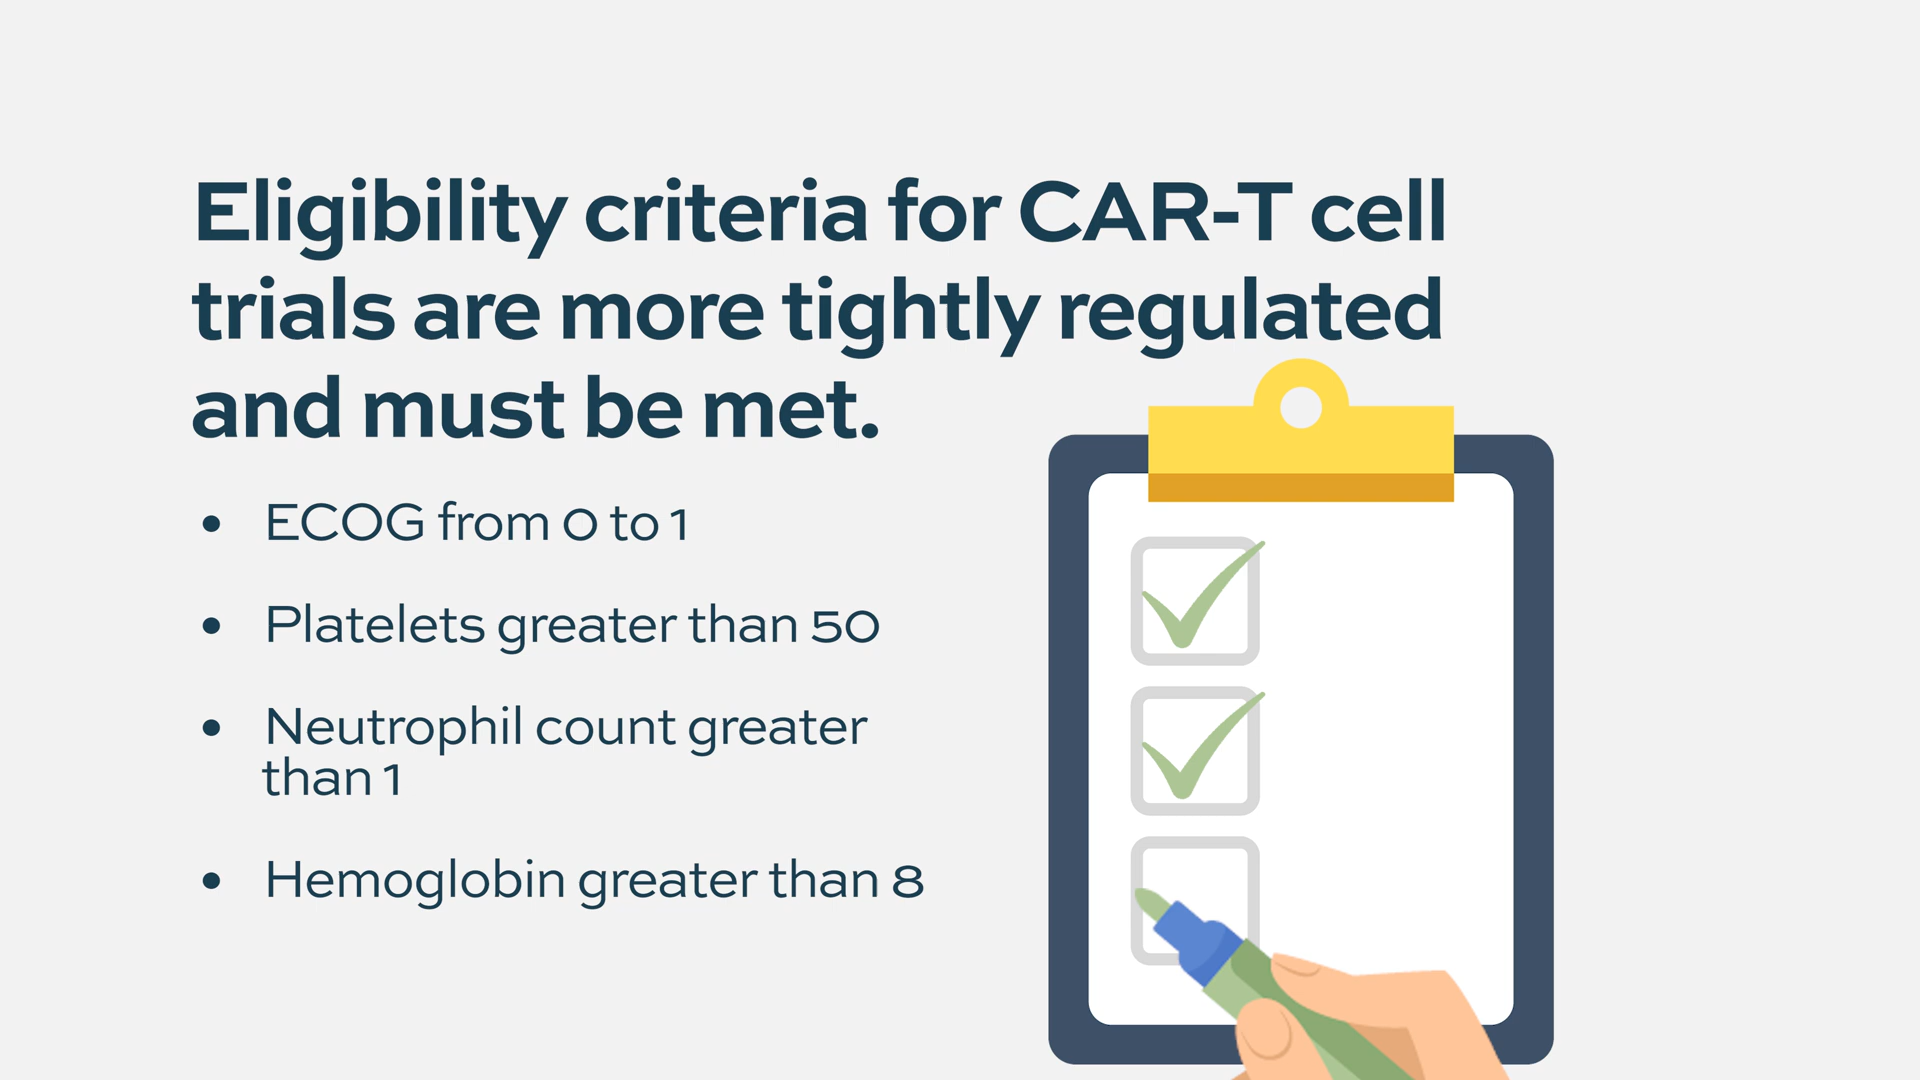 Eligibility criteria for CAR-T cell
trials are more tightly regulated
and must be met.
• ECOG from 0 to 1
• Platelets greater than 50
• Neutrophil count greater
than 1
• Hemoglobin greater than 8